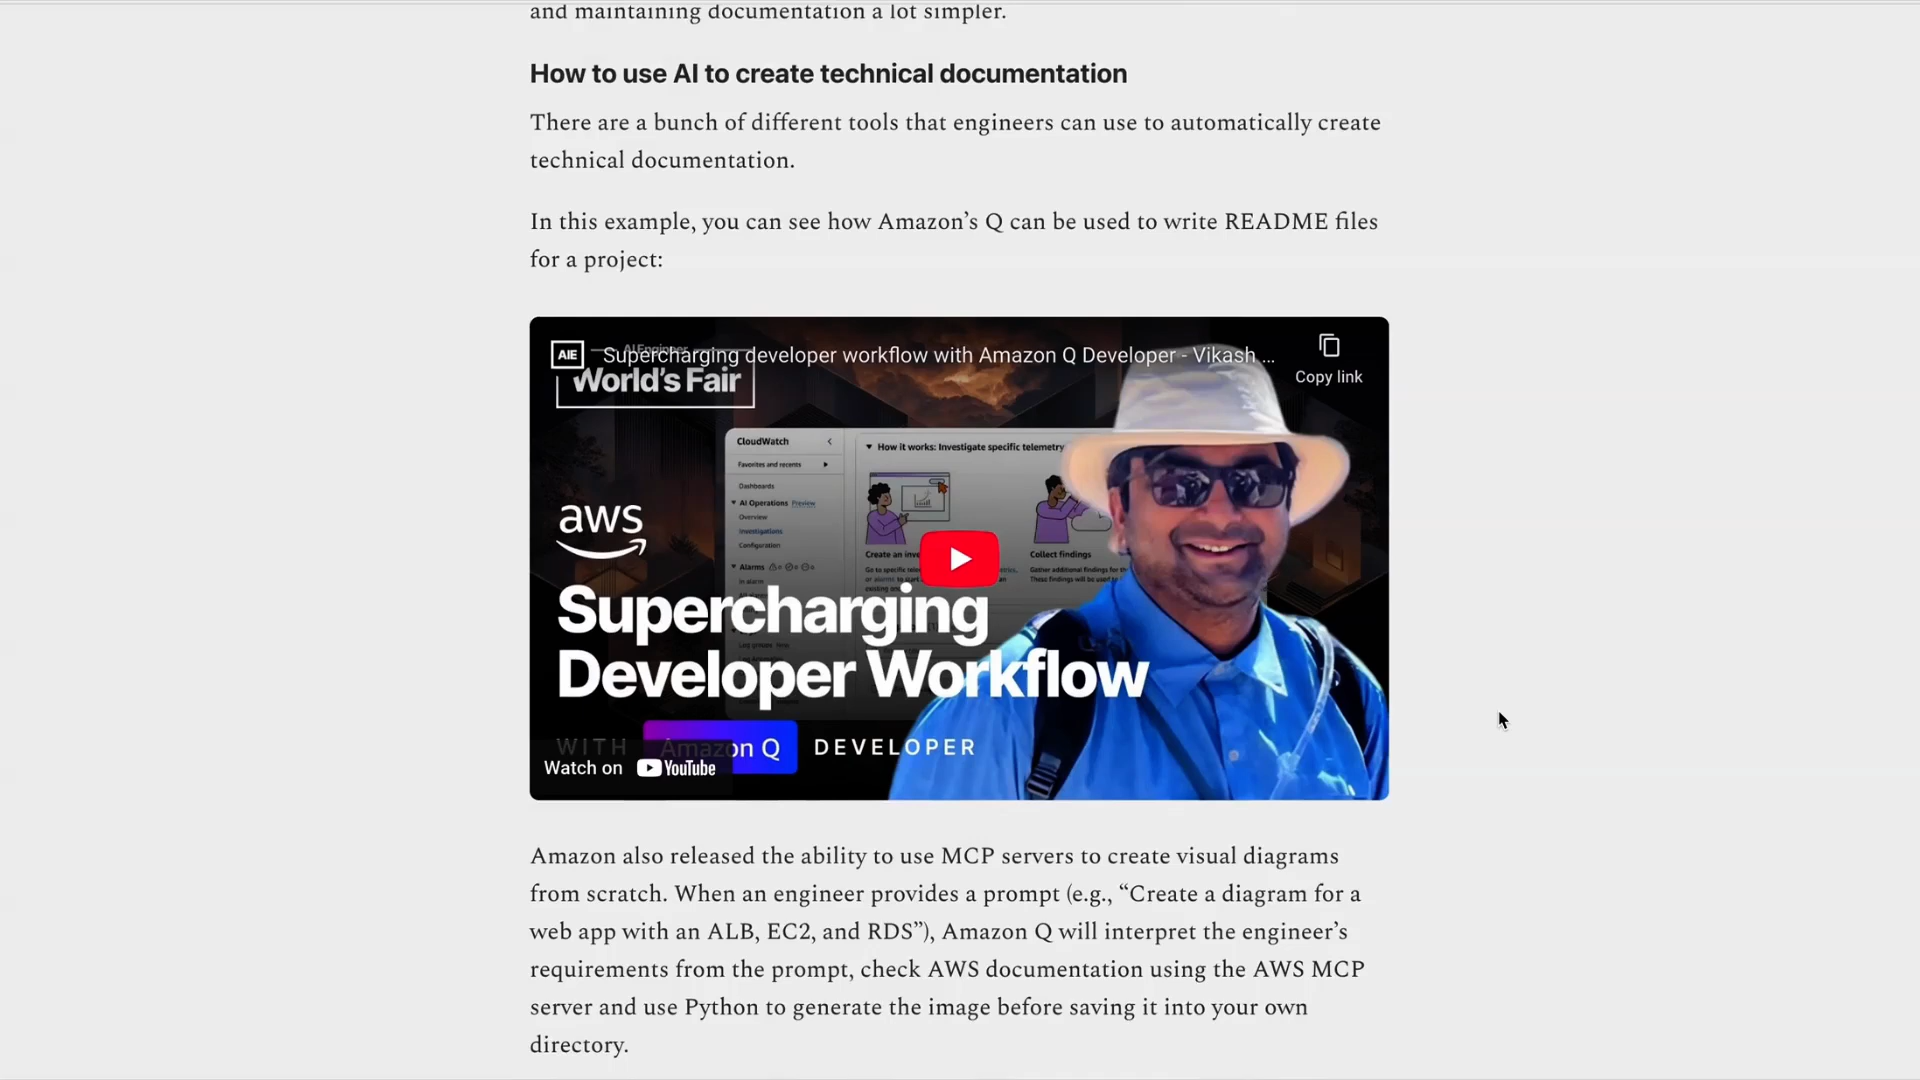 and maintaining documentation a lot simpler.
How to use AI to create technical documentation
There are a bunch of different tools that engineers can use to automatically create
technical documentation.
In this example, you can see how Amazon’s Q can be used to write README files
for a project:
AIE
AI Engineer
Supercharging developer workflow with Amazon Q Developer - Vikash ...
Copy link
World's Fair
CloudWatch
Favorites and recents
Dashboards
AI Operations Preview
Overview
Investigations
Configuration
Alarms
In alarm
How it works: Investigate specific telemetry
Create an inve
Collect findings
Go to specific tele
Gather additional findings for th
These findings will be used
aws
Supercharging
Developer Workflow
WITH Amazon Q DEVELOPER
Watch on YouTube
Amazon also released the ability to use MCP servers to create visual diagrams
from scratch. When an engineer provides a prompt (e.g., “Create a diagram for a
web app with an ALB, EC2, and RDS”), Amazon Q will interpret the engineer’s
requirements from the prompt, check AWS documentation using the AWS MCP
server and use Python to generate the image before saving it into your own
directory.